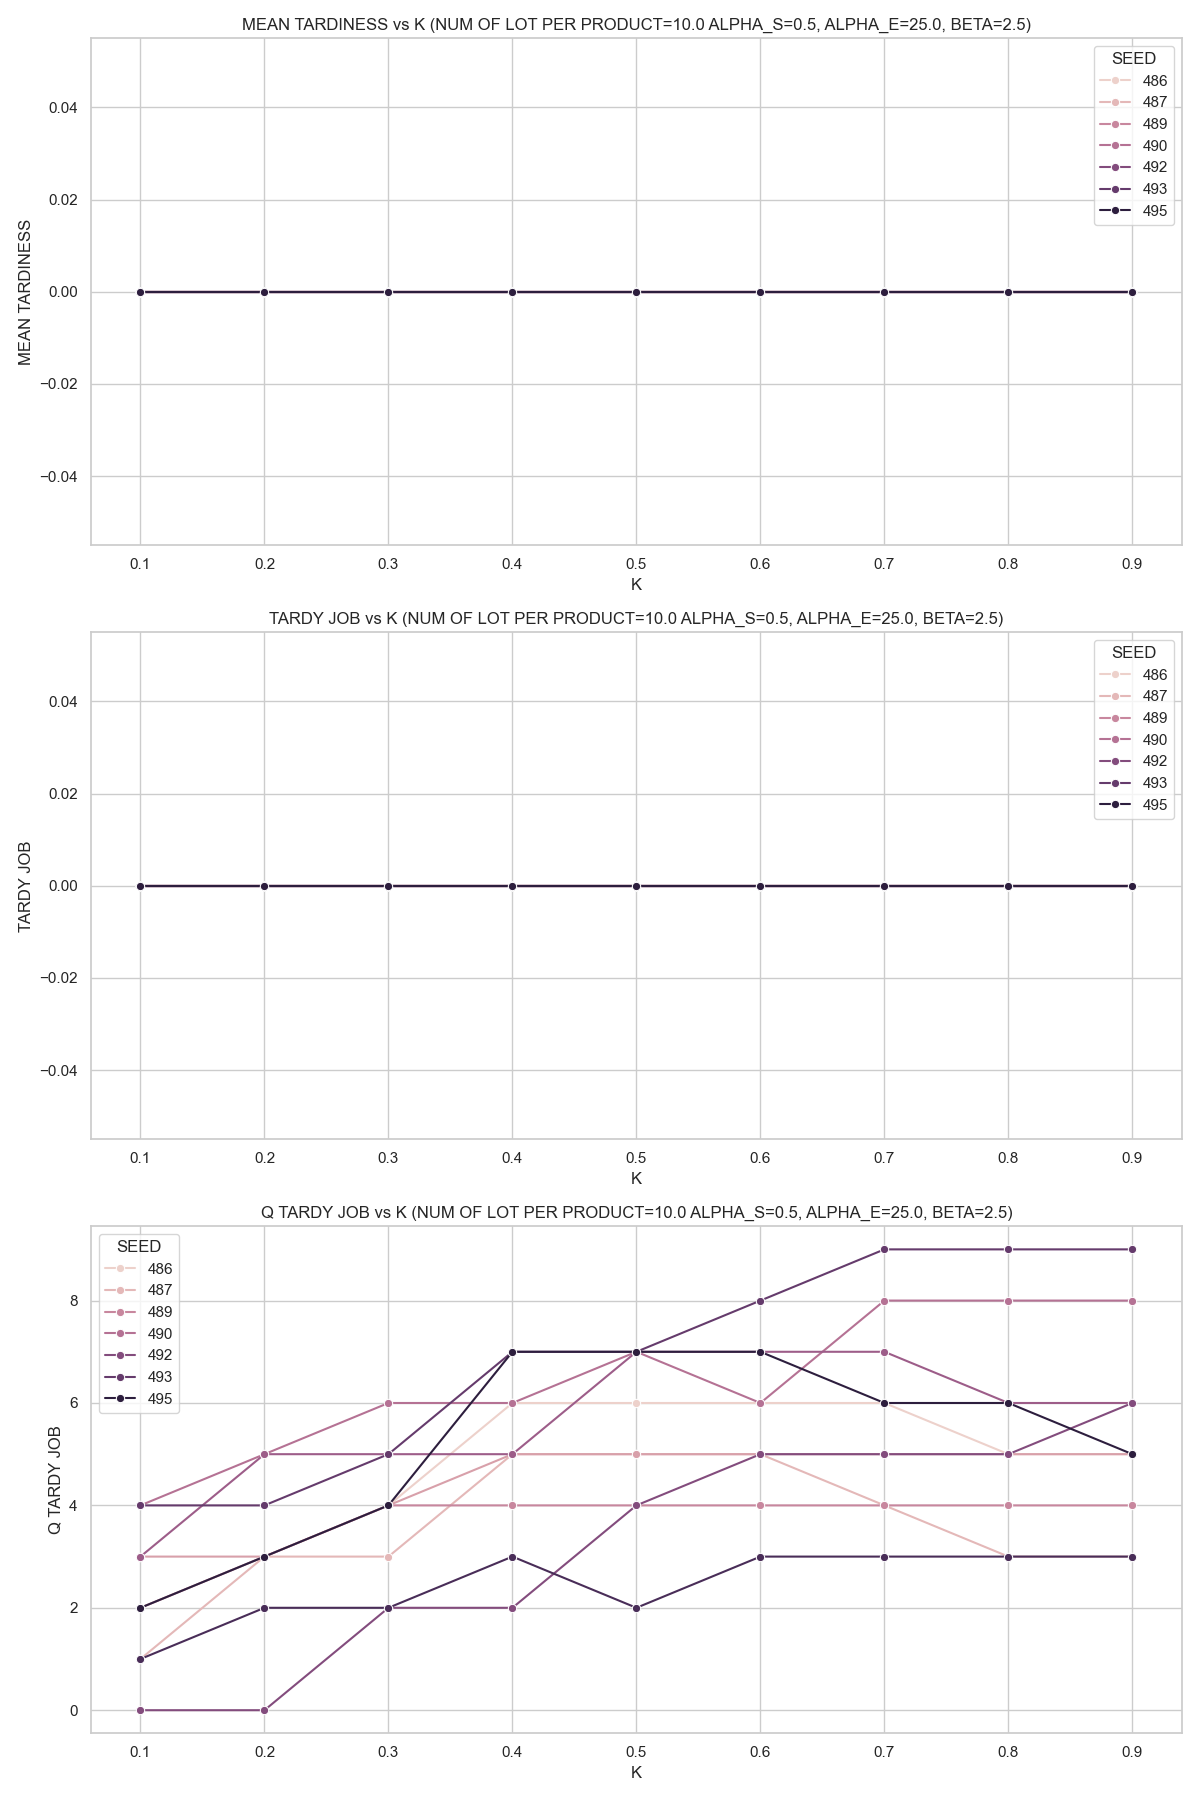 MEAN TARDINESS vs K (NUM OF LOT PER PRODUCT=10.0 ALPHA_S=0.5, ALPHA_E=25.0, BETA=2.5)
SEED
486
487
489
490
492
493
495
0.04
0.02
0.00
−0.02
−0.04
MEAN TARDINESS
0.1 0.2 0.3 0.4 0.5 0.6 0.7 0.8 0.9
K
TARDY JOB vs K (NUM OF LOT PER PRODUCT=10.0 ALPHA_S=0.5, ALPHA_E=25.0, BETA=2.5)
SEED
486
487
489
490
492
493
495
0.04
0.02
0.00
−0.02
−0.04
TARDY JOB
0.1 0.2 0.3 0.4 0.5 0.6 0.7 0.8 0.9
K
Q TARDY JOB vs K (NUM OF LOT PER PRODUCT=10.0 ALPHA_S=0.5, ALPHA_E=25.0, BETA=2.5)
SEED
486
487
489
490
492
493
495
8
6
4
2
0
Q TARDY JOB
0.1 0.2 0.3 0.4 0.5 0.6 0.7 0.8 0.9
K